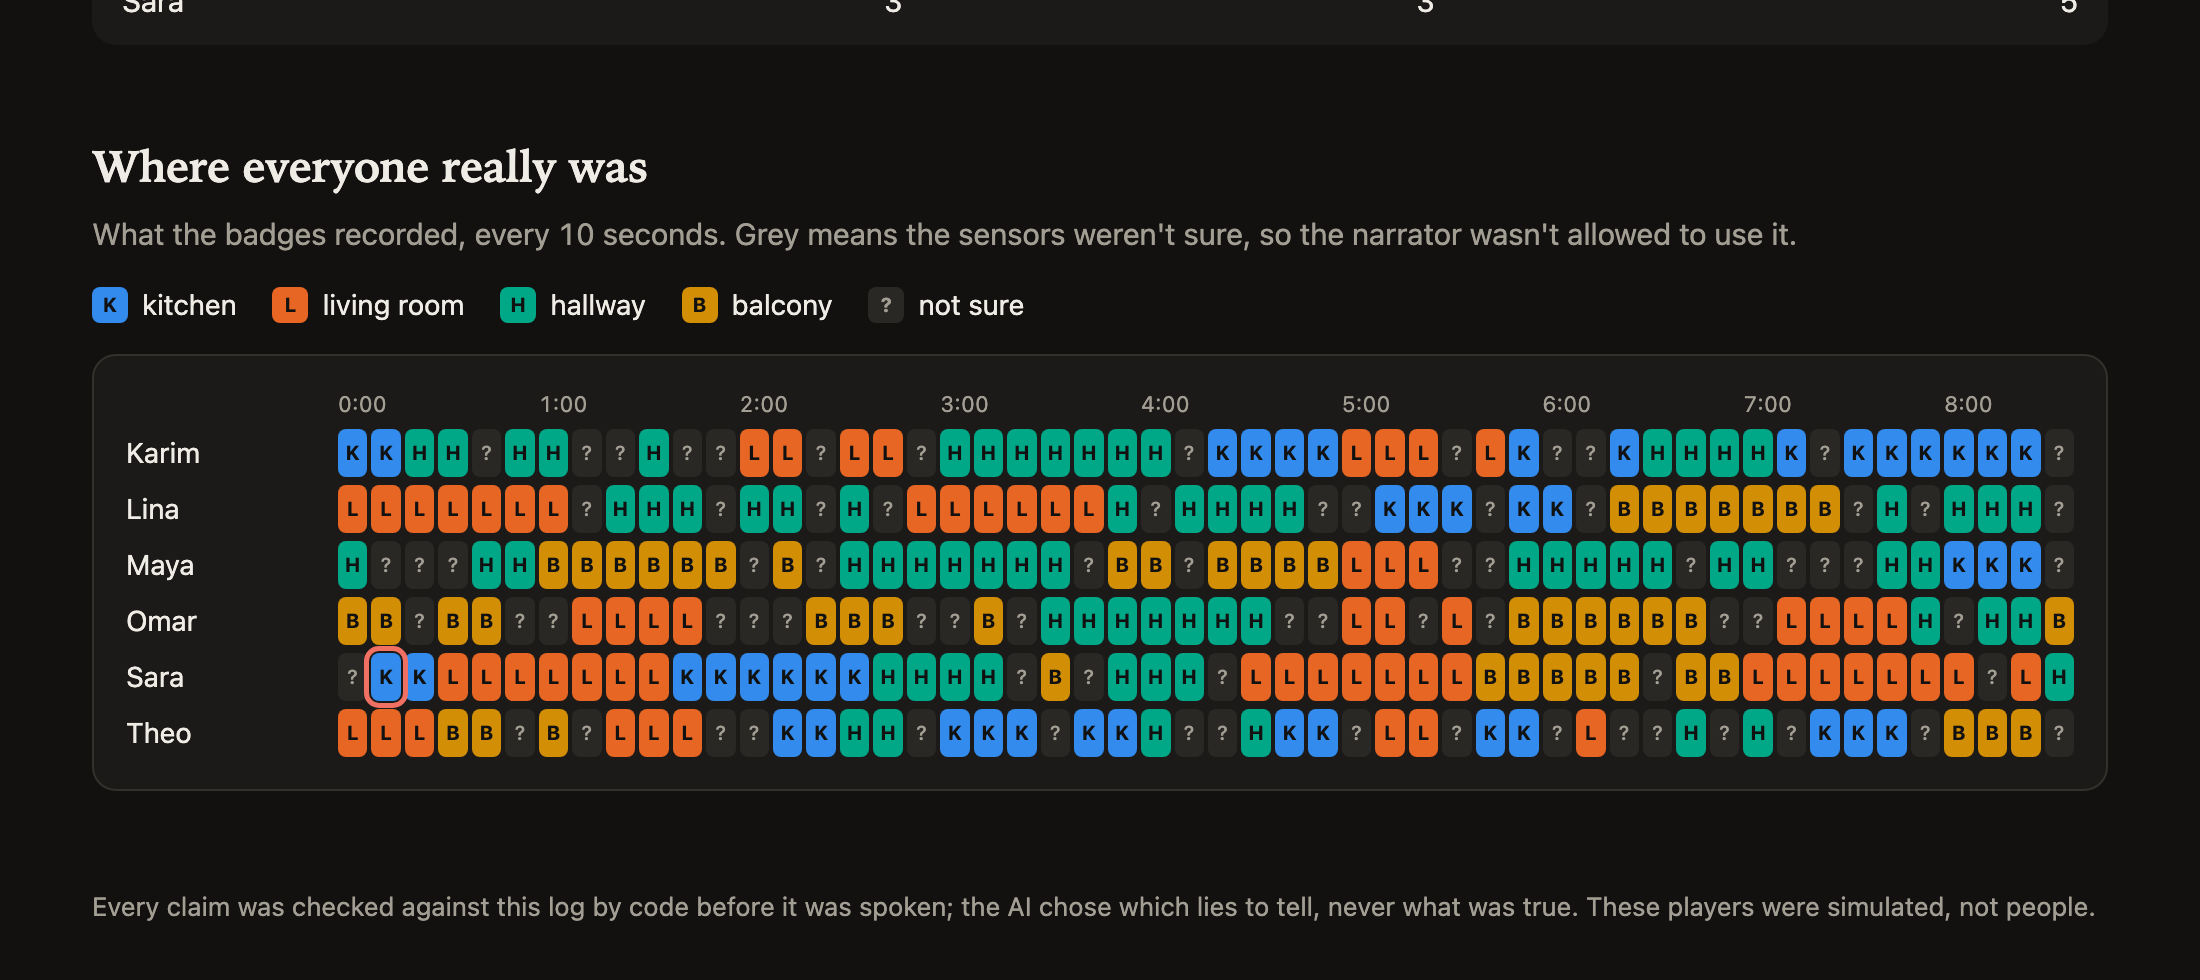 Sara 3 3 5
Where everyone really was
What the badges recorded, every 10 seconds. Grey means the sensors weren't sure, so the narrator wasn't allowed to use it.
K kitchen L living room H hallway B balcony ? not sure
0:00 1:00 2:00 3:00 4:00 5:00 6:00 7:00 8:00
Karim K K H H ? H H ? ? H ? ? L L ? L L ? H H H H H H H ? K K K K L L L ? L K ? ? K H H H H K ? K K K K K K ?
Lina L L L L L L L ? H H H ? H H ? H ? L L L L L L H ? H H H H ? ? K K K ? K K ? B B B B B B B ? H ? H H H ?
Maya H ? ? ? H H B B B B B B ? B ? H H H H H H H ? B B ? B B B B L L L ? ? H H H H H ? H H ? ? ? H H K K K ?
Omar B B ? B B ? ? L L L L ? ? ? B B B ? ? B ? H H H H H H H ? ? L L ? L ? B B B B B B ? ? L L L L H ? H H B
Sara ? K K L L L L L L L K K K K K K H H H H ? B ? H H H ? L L L L L L L B B B B B ? B B L L L L L L L ? L H
Theo L L L B B ? B ? L L L ? ? K K H H ? K K K ? K K H ? ? H K K ? L L ? K K ? L ? ? H ? H ? K K K ? B B B ?
Every claim was checked against this log by code before it was spoken; the AI chose which lies to tell, never what was true. These players were simulated, not people.